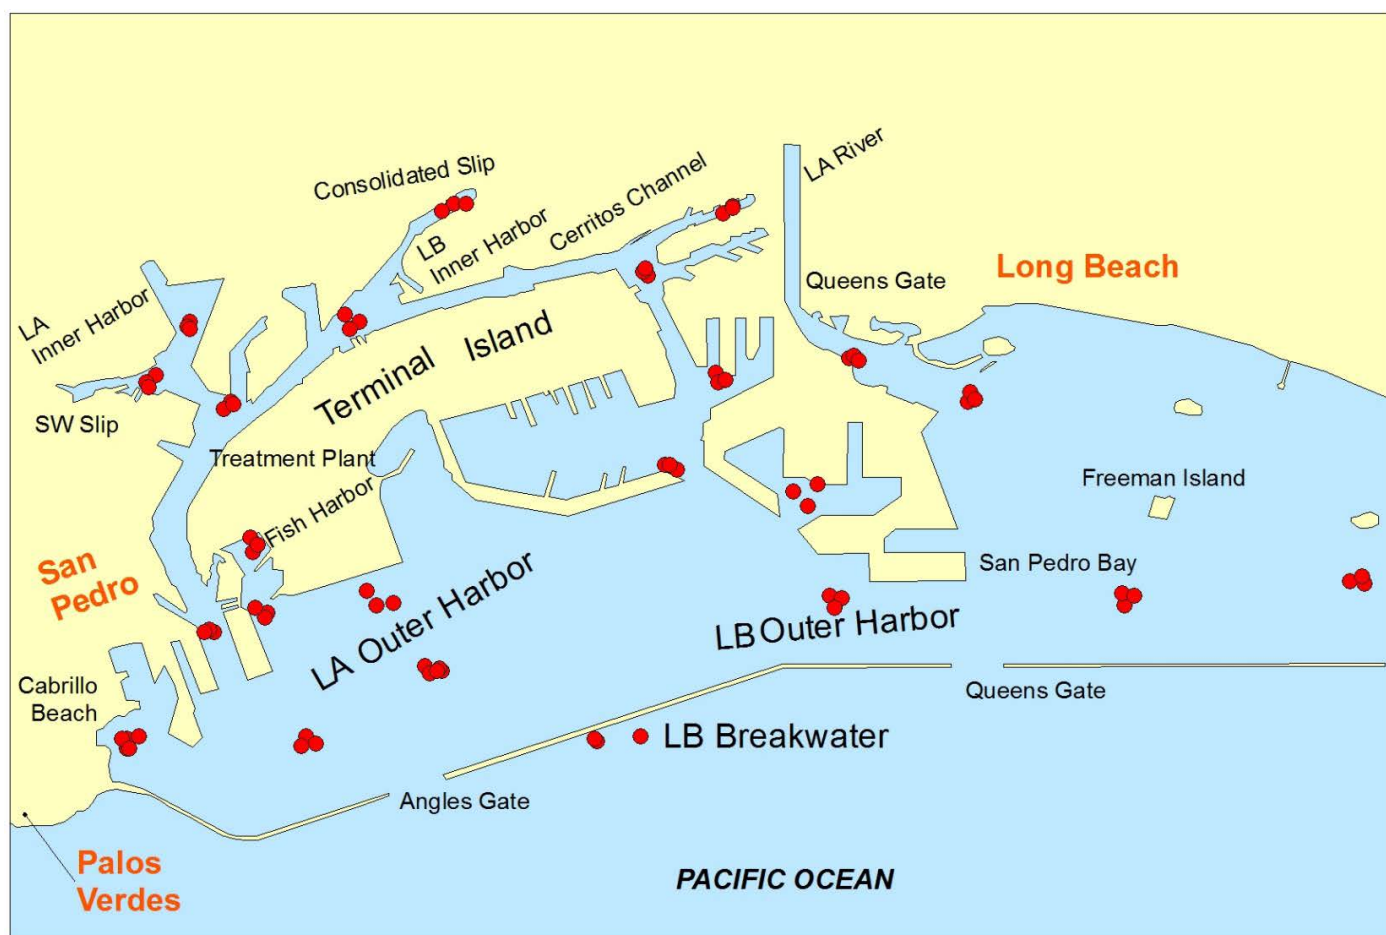 Consolidated Slip
LB
Inner Harbor
Cerritos Channel
LA River
Long Beach
Queens Gate
LA
Inner Harbor
Terminal Island
SW Slip
Treatment Plant
Fish Harbor
Freeman Island
San
Pedro
San Pedro Bay
LA Outer Harbor
LB Outer Harbor
Cabrillo
Beach
Queens Gate
LB Breakwater
Angles Gate
Palos
Verdes
PACIFIC OCEAN